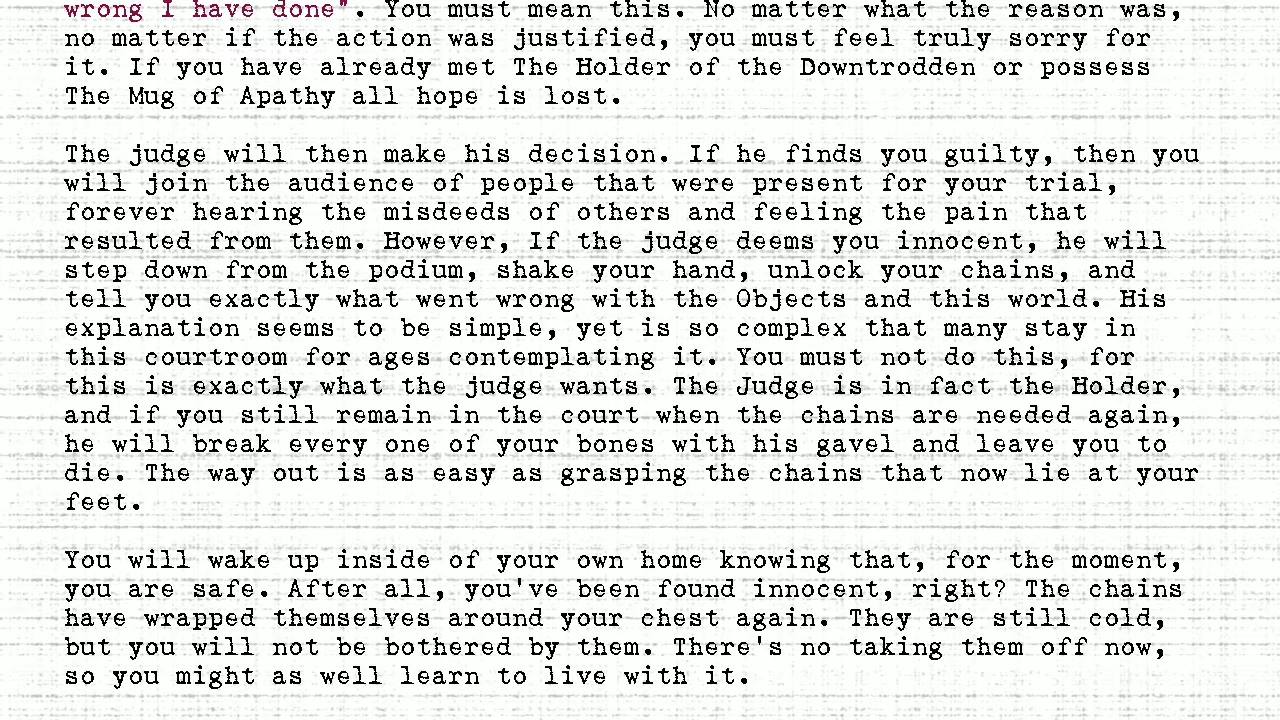 wrong I have done". You must mean this. No matter what the reason was,
no matter if the action was justified, you must feel truly sorry for
it. If you have already met The Holder of the Downtrodden or possess
The Mug of Apathy all hope is lost.
The judge will then make his decision. If he finds you guilty, then you
will join the audience of people that were present for your trial,
forever hearing the misdeeds of others and feeling the pain that
resulted from them. However, If the judge deems you innocent, he will
step down from the podium, shake your hand, unlock your chains, and
tell you exactly what went wrong with the Objects and this world. His
explanation seems to be simple, yet is so complex that many stay in
this courtroom for ages contemplating it. You must not do this, for
this is exactly what the judge wants. The Judge is in fact the Holder,
and if you still remain in the court when the chains are needed again,
he will break every one of your bones with his gavel and leave you to
die. The way out is as easy as grasping the chains that now lie at your
feet.
You will wake up inside of your own home knowing that, for the moment,
you are safe. After all, you've been found innocent, right? The chains
have wrapped themselves around your chest again. They are still cold,
but you will not be bothered by them. There's no taking them off now,
so you might as well learn to live with it.